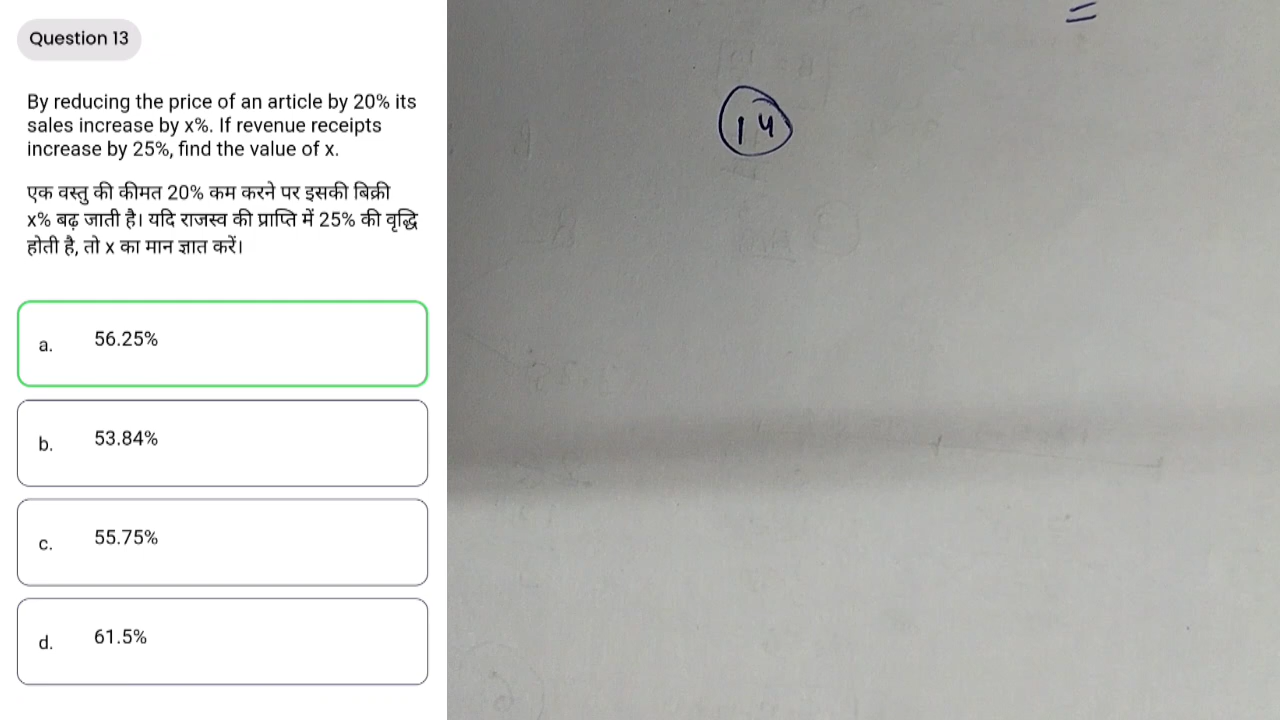 Question 13
By reducing the price of an article by 20% its
sales increase by x%. If revenue receipts
increase by 25%, find the value of x.
एक वस्तु की कीमत 20% कम करने पर इसकी बिक्री
x% बढ़ जाती है। यदि राजस्व की प्राप्ति में 25% की वृद्धि
होती है, तो x का मान ज्ञात करें।
a. 56.25%
b. 53.84%
c. 55.75%
d. 61.5%
=
14